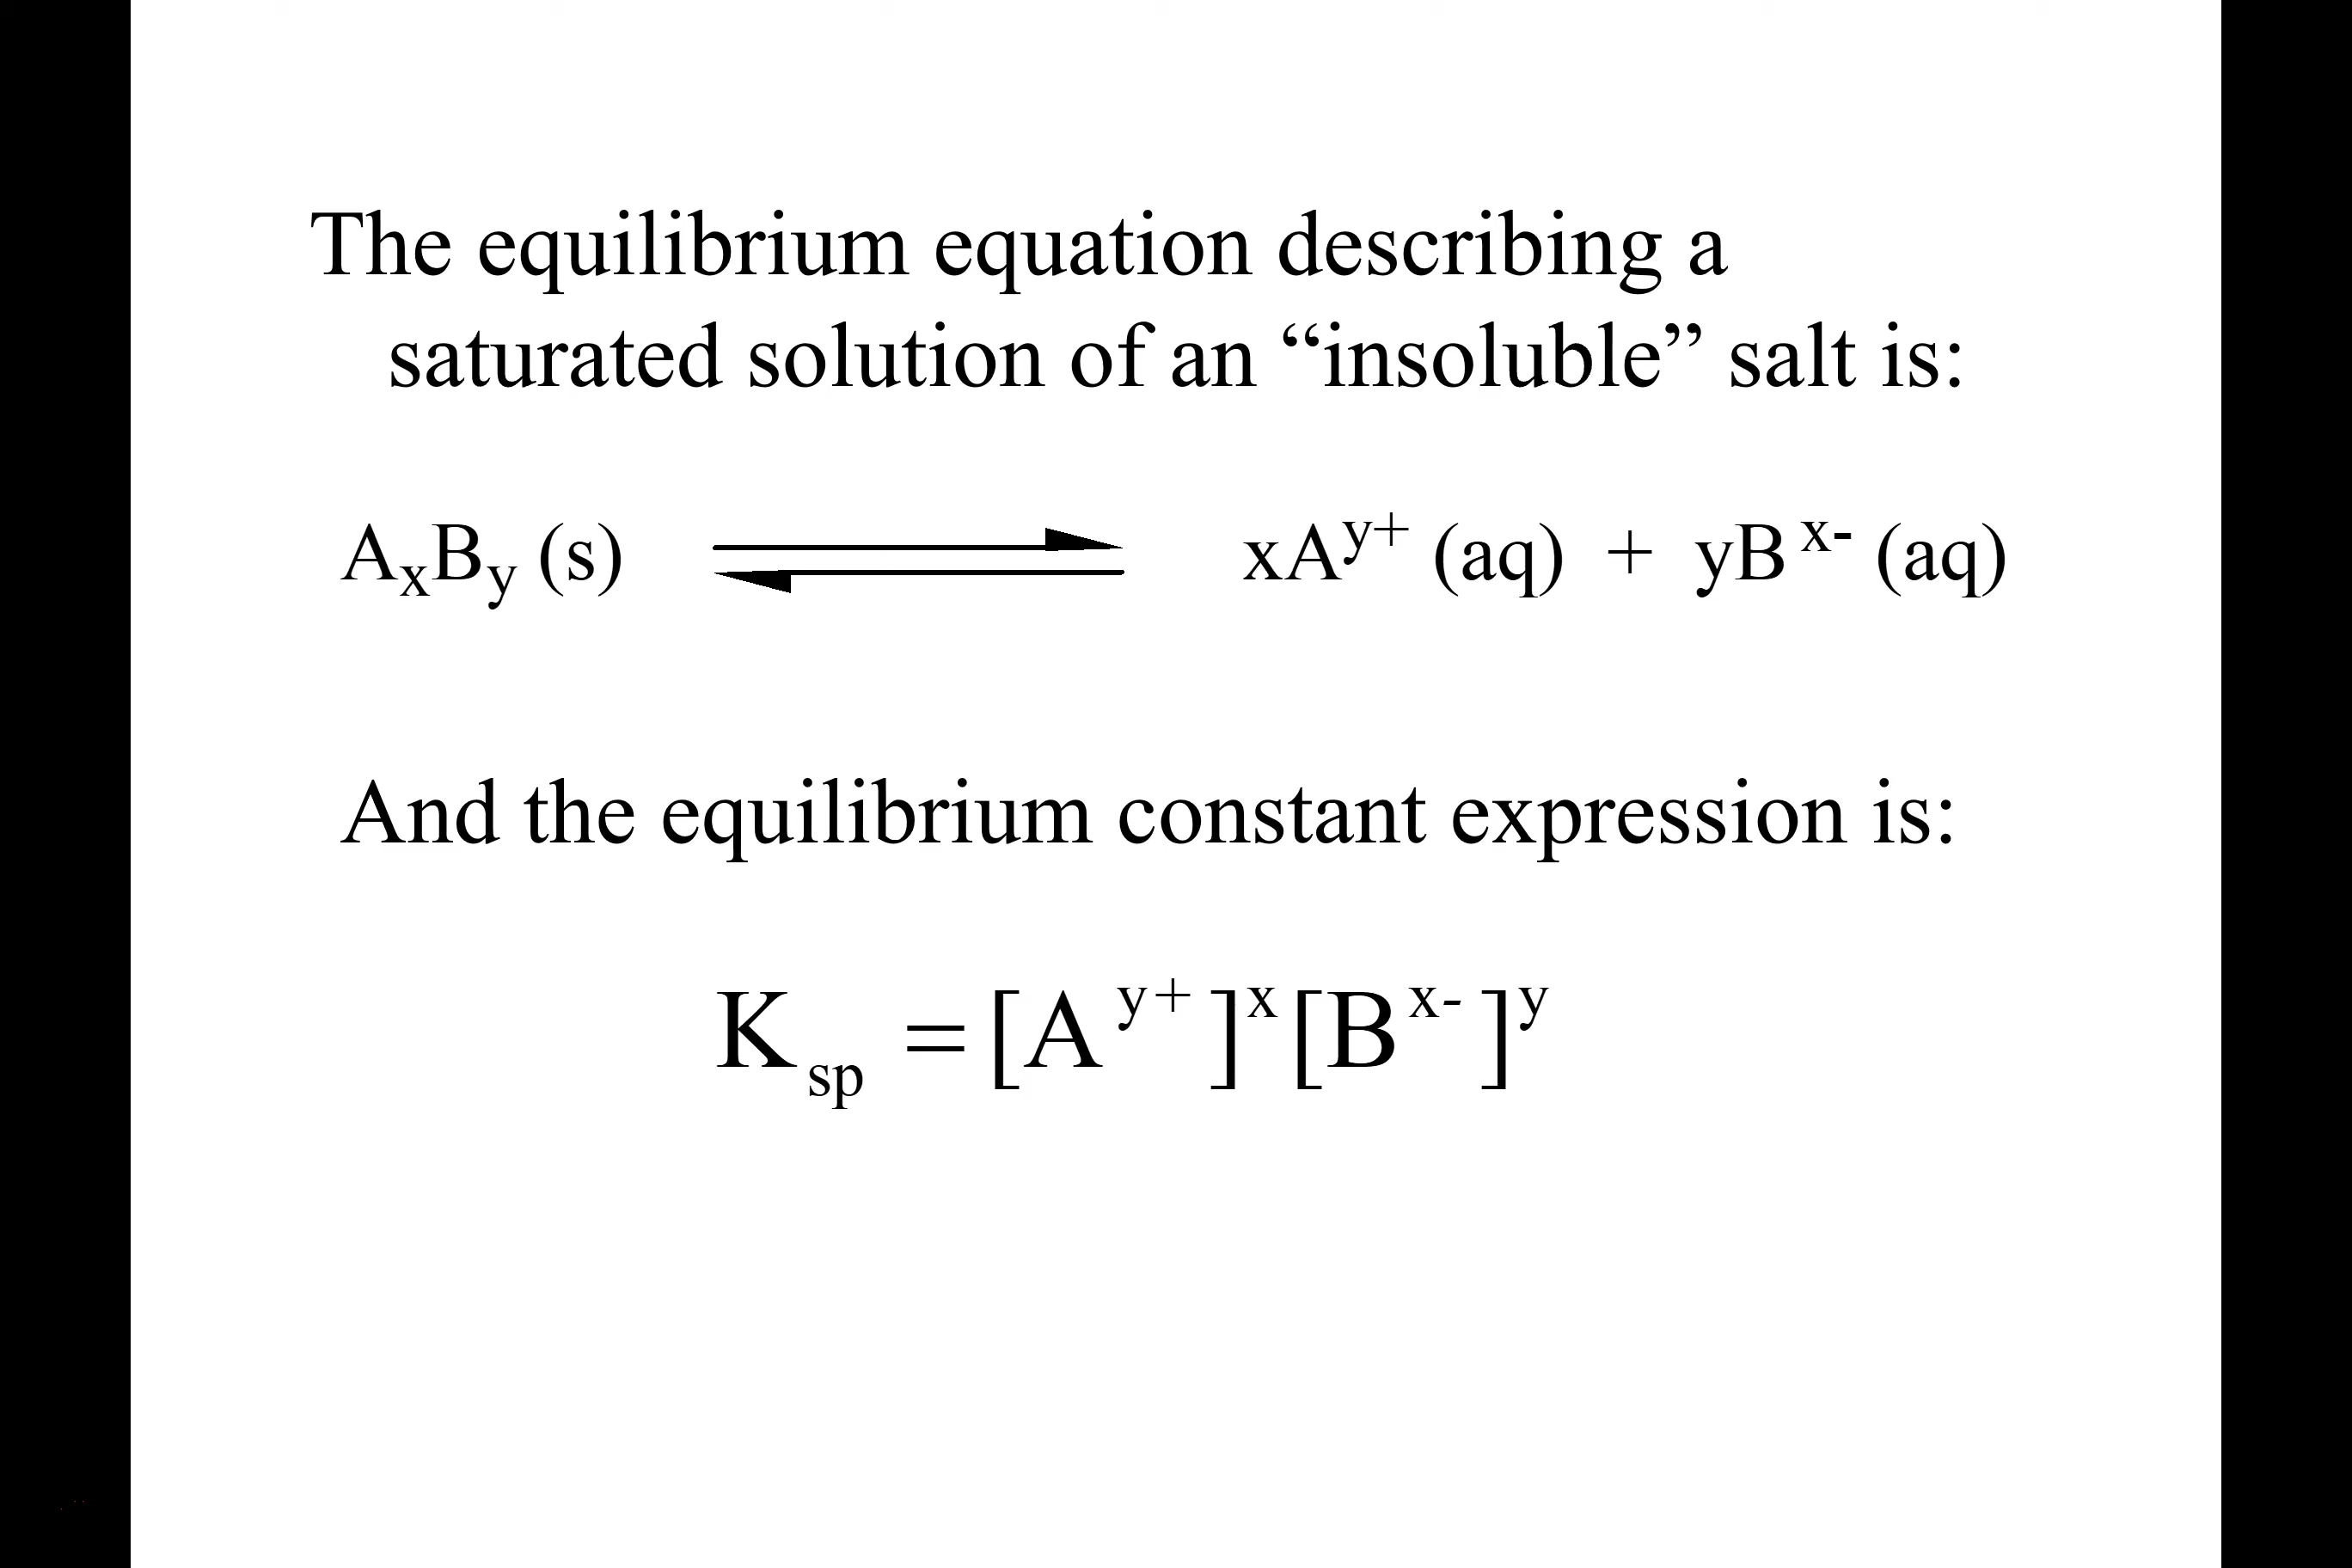 The equilibrium equation describing a
saturated solution of an “insoluble” salt is:
AₓBᵧ (s) ⇌ xAʸ⁺ (aq) + yBˣ⁻ (aq)
And the equilibrium constant expression is:
Kₛₚ = [Aʸ⁺]ˣ[Bˣ⁻]ʸ